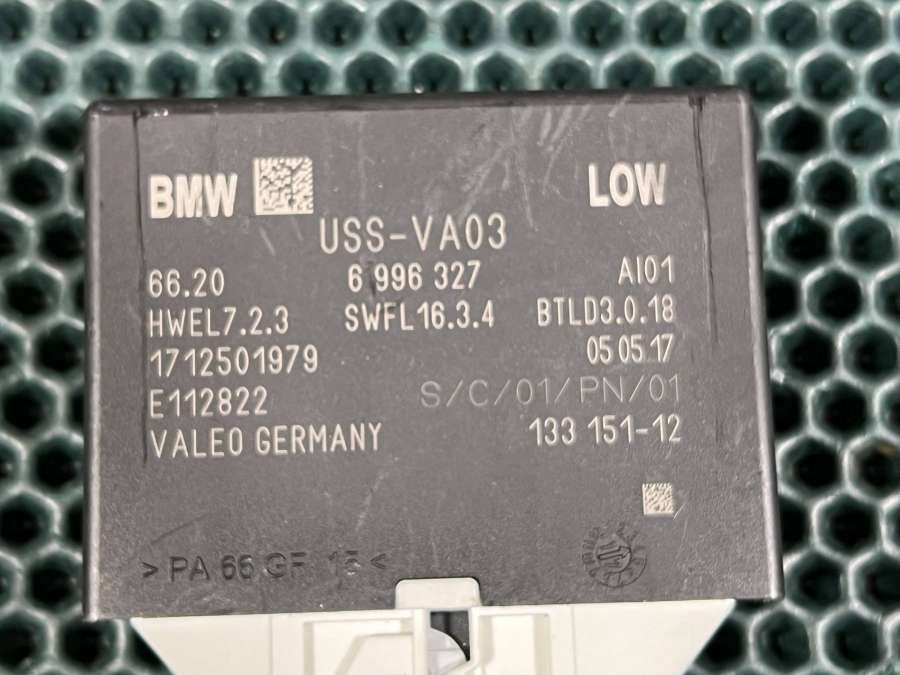 BMW LOW
USS-VA03
66.20 6 996 327 AI01
HWEL7.2.3 SWFL16.3.4 BTLD3.0.18
1712501979 05 05.17
E112822 S/C/01/PN/01
VALEO GERMANY 133 151-12
>PA 66 GF 15<